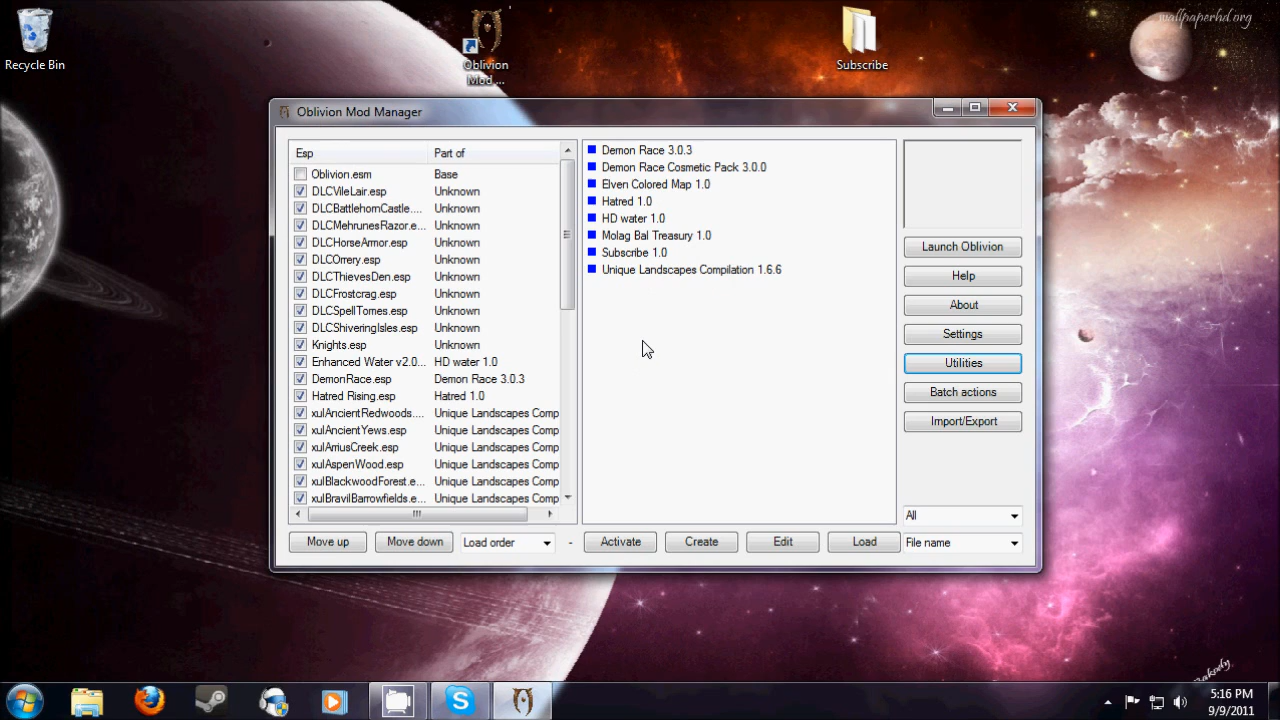 wallpaperhd.org
Recycle Bin
Oblivion
Mod ...
Subscribe
Oblivion Mod Manager
Esp Part of
Oblivion.esm Base
DLCVileLair.esp Unknown
DLCBattlehornCastle.... Unknown
DLCMehrunesRazor.e... Unknown
DLCHorseArmor.esp Unknown
DLCOrrery.esp Unknown
DLCThievesDen.esp Unknown
DLCFrostcrag.esp Unknown
DLCSpellTomes.esp Unknown
DLCShiveringIsles.esp Unknown
Knights.esp Unknown
Enhanced Water v2.0... HD water 1.0
DemonRace.esp Demon Race 3.0.3
Hatred Rising.esp Hatred 1.0
xulAncientRedwoods.... Unique Landscapes Comp
xulAncientYews.esp Unique Landscapes Comp
xulArriusCreek.esp Unique Landscapes Comp
xulAspenWood.esp Unique Landscapes Comp
xulBlackwoodForest.e... Unique Landscapes Comp
xulBravilBarrowfields.e... Unique Landscapes Comp
Demon Race 3.0.3
Demon Race Cosmetic Pack 3.0.0
Elven Colored Map 1.0
Hatred 1.0
HD water 1.0
Molag Bal Treasury 1.0
Subscribe 1.0
Unique Landscapes Compilation 1.6.6
Launch Oblivion
Help
About
Settings
Utilities
Batch actions
Import/Export
All
Move up Move down Load order - Activate Create Edit Load File name
5:16 PM
9/9/2011